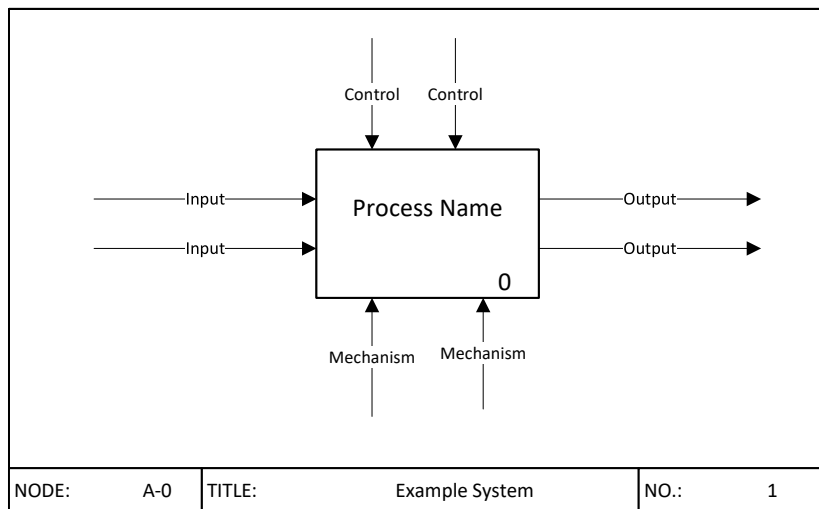 Control Control
Input Process Name Output
Input Output
0
Mechanism Mechanism
NODE: A-0 TITLE: Example System NO.: 1